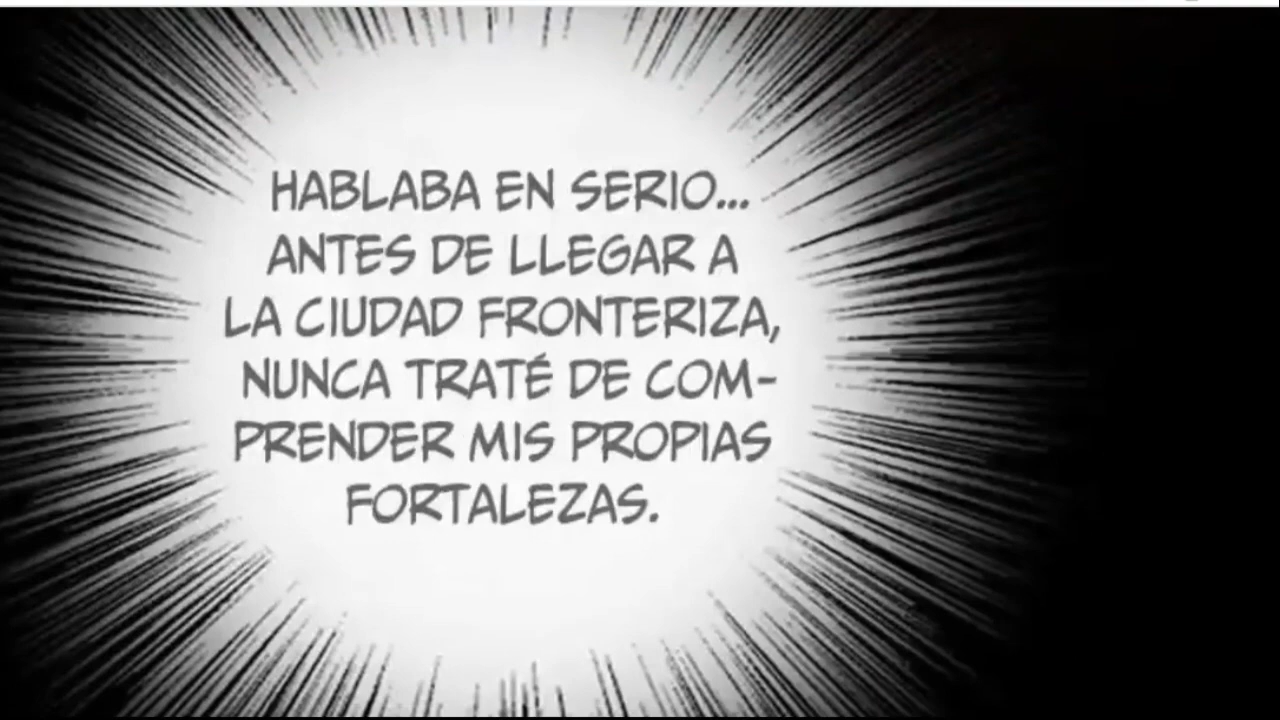 HABLABA EN SERIO...
ANTES DE LLEGAR A
LA CIUDAD FRONTERIZA,
NUNCA TRATÉ DE COM-
PRENDER MIS PROPIAS
FORTALEZAS.